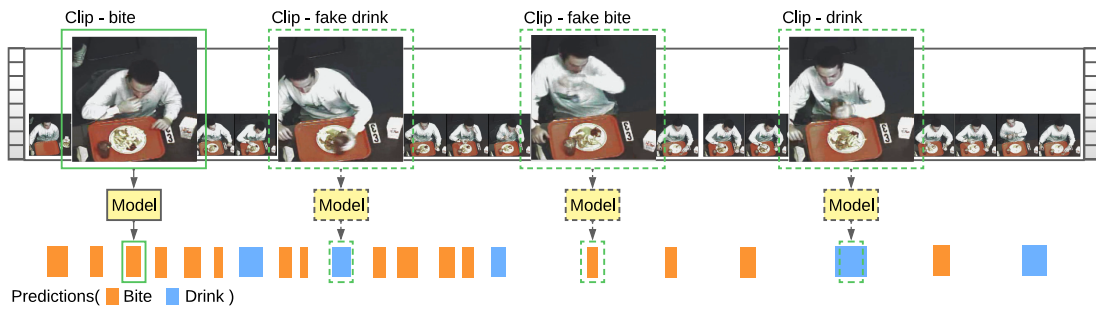 Clip - bite
Clip - fake drink
Clip - fake bite
Clip - drink
Model
Model
Model
Model
Predictions( Bite Drink )